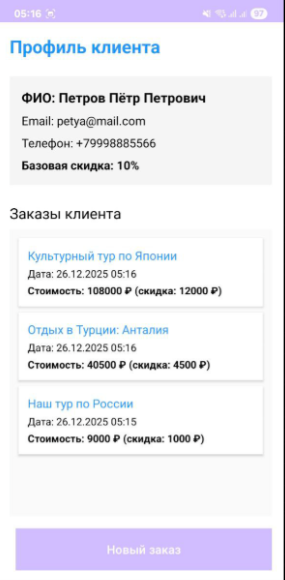 05:16
97
Профиль клиента
ФИО: Петров Пётр Петрович
Email: petya@mail.com
Телефон: +79998885566
Базовая скидка: 10%
Заказы клиента
Культурный тур по Японии
Дата: 26.12.2025 05:16
Стоимость: 108000 ₽ (скидка: 12000 ₽)
Отдых в Турции: Анталия
Дата: 26.12.2025 05:16
Стоимость: 40500 ₽ (скидка: 4500 ₽)
Наш тур по России
Дата: 26.12.2025 05:15
Стоимость: 9000 ₽ (скидка: 1000 ₽)
Новый заказ